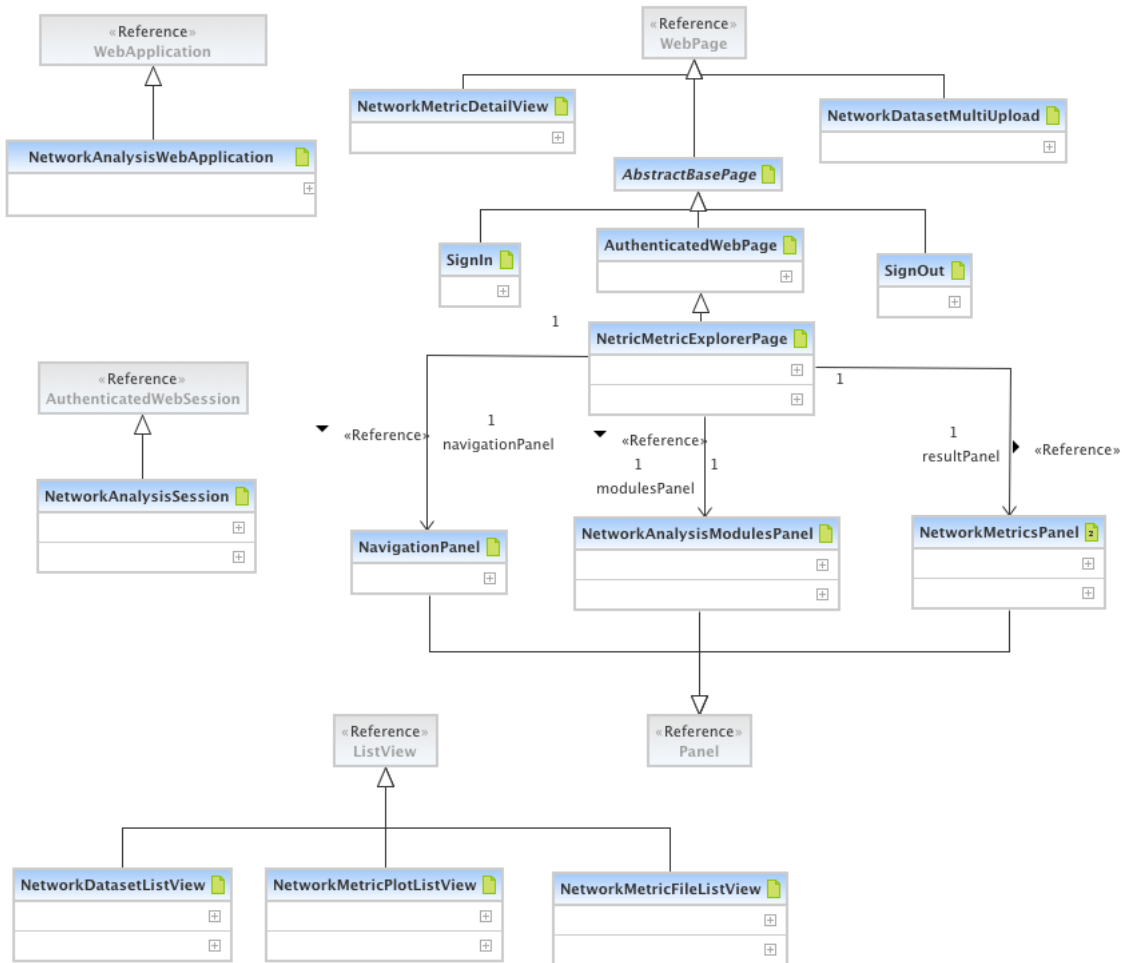 «Reference»
WebApplication
«Reference»
WebPage
NetworkMetricDetailView
NetworkDatasetMultiUpload
NetworkAnalysisWebApplication
AbstractBasePage
SignIn
AuthenticatedWebPage
SignOut
1
NetricMetricExplorerPage
1
«Reference»
AuthenticatedWebSession
«Reference»
1
navigationPanel
«Reference»
1
1
modulesPanel
1
resultPanel
«Reference»
NetworkAnalysisSession
NavigationPanel
NetworkAnalysisModulesPanel
NetworkMetricsPanel
2
«Reference»
ListView
«Reference»
Panel
NetworkDatasetListView
NetworkMetricPlotListView
NetworkMetricFileListView